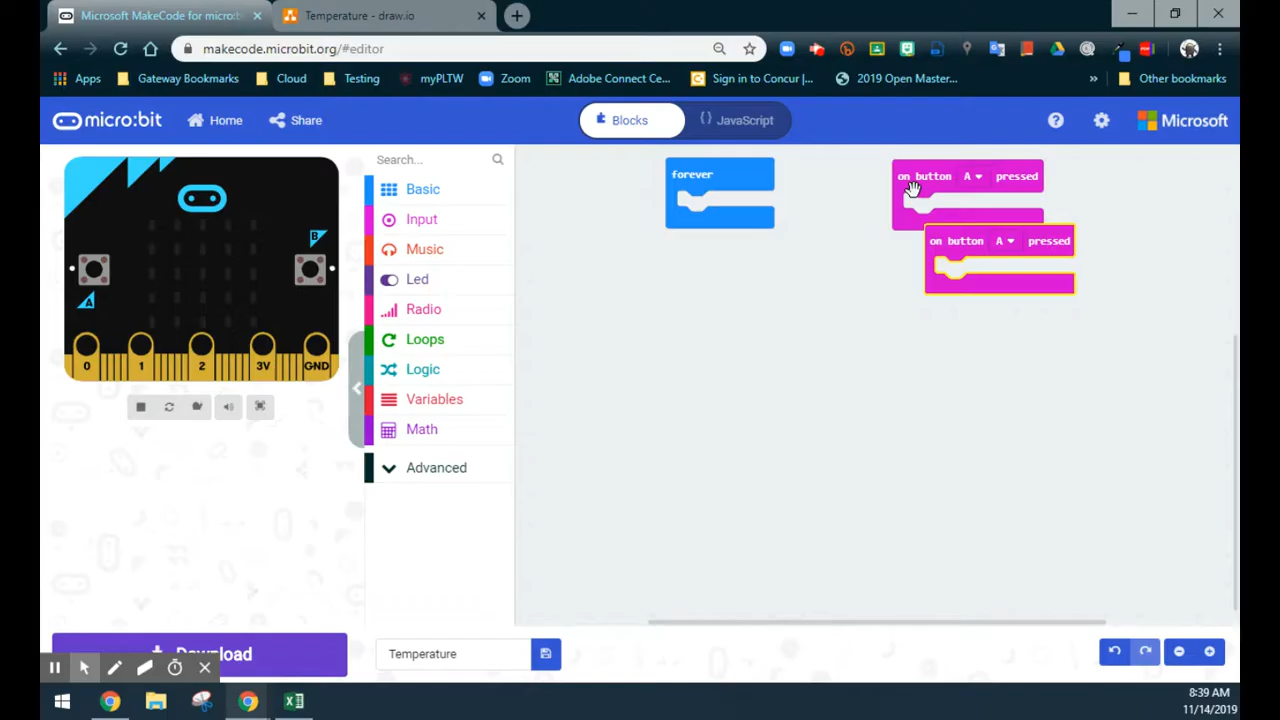 Microsoft MakeCode for micro:b
Temperature - draw.io
makecode.microbit.org/#editor
Apps
Gateway Bookmarks
Cloud
Testing
myPLTW
Zoom
Adobe Connect Ce...
Sign in to Concur |...
2019 Open Master...
»
Other bookmarks
micro:bit
Home
Share
Blocks
{} JavaScript
Microsoft
Search...
Basic
Input
Music
Led
Radio
Loops
Logic
Variables
Math
Advanced
forever
on button A pressed
on button A pressed
B
A
0 1 2 3V GND
Download
Temperature
8:39 AM
11/14/2019